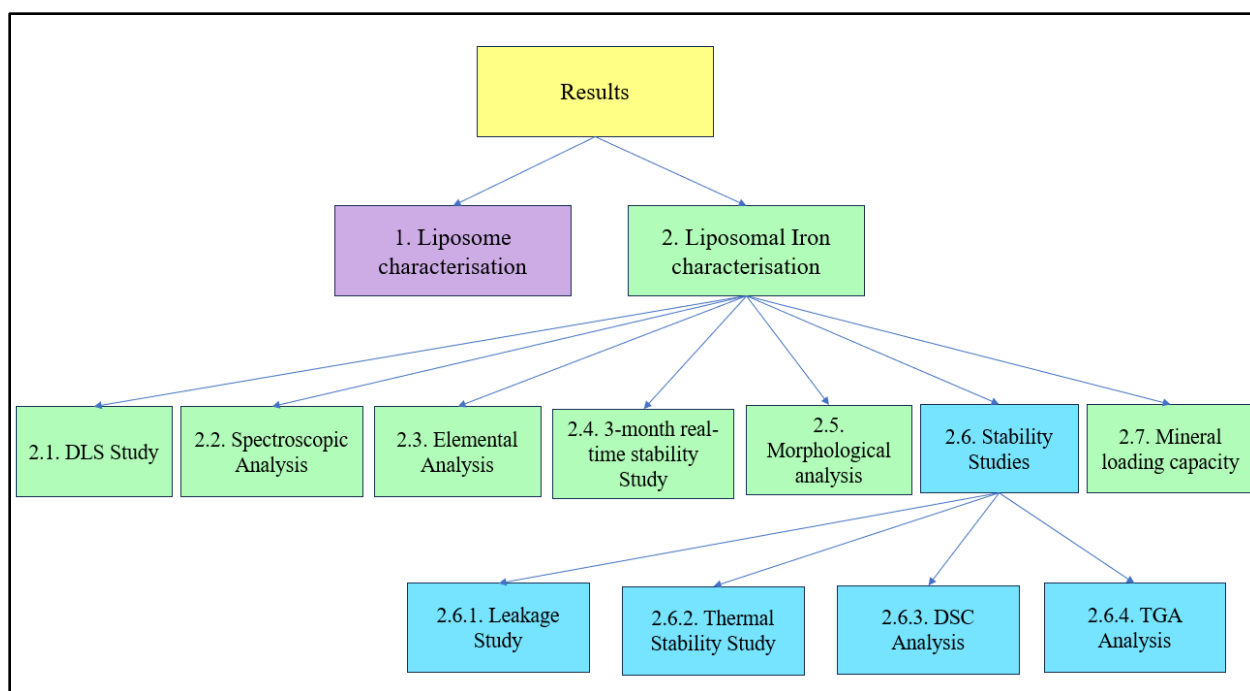 Results
1. Liposome
characterisation
2. Liposomal Iron
characterisation
2.1. DLS Study
2.2. Spectroscopic
Analysis
2.3. Elemental
Analysis
2.4. 3-month real-
time stability
Study
2.5.
Morphological
analysis
2.6. Stability
Studies
2.7. Mineral
loading capacity
2.6.1. Leakage
Study
2.6.2. Thermal
Stability Study
2.6.3. DSC
Analysis
2.6.4. TGA
Analysis